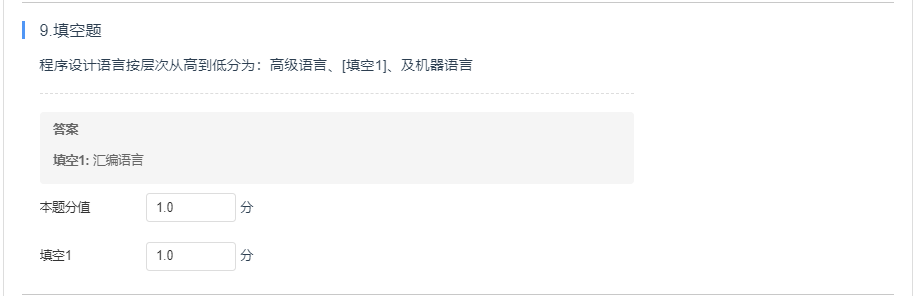 9.填空题
程序设计语言按层次从高到低分为：高级语言、[填空1]、及机器语言
答案
填空1: 汇编语言
本题分值 1.0 分
填空1 1.0 分